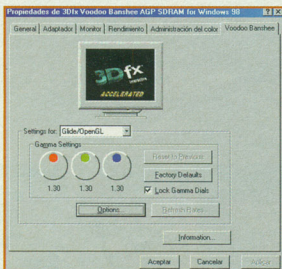 Propiedades de 3Dfx Voodoo Banshee AGP SDRAM for Windows 98
General Adaptador Monitor Rendimiento Administración del color Voodoo Banshee
3Dfx
ACCELERATED
Settings for: Glide/OpenGL
Gamma Settings
1.30 1.30 1.30
Revert to Previous
Factory Defaults
Lock Gamma Dials
Options...
Refresh Rates...
Information...
Aceptar Cancelar Aplicar